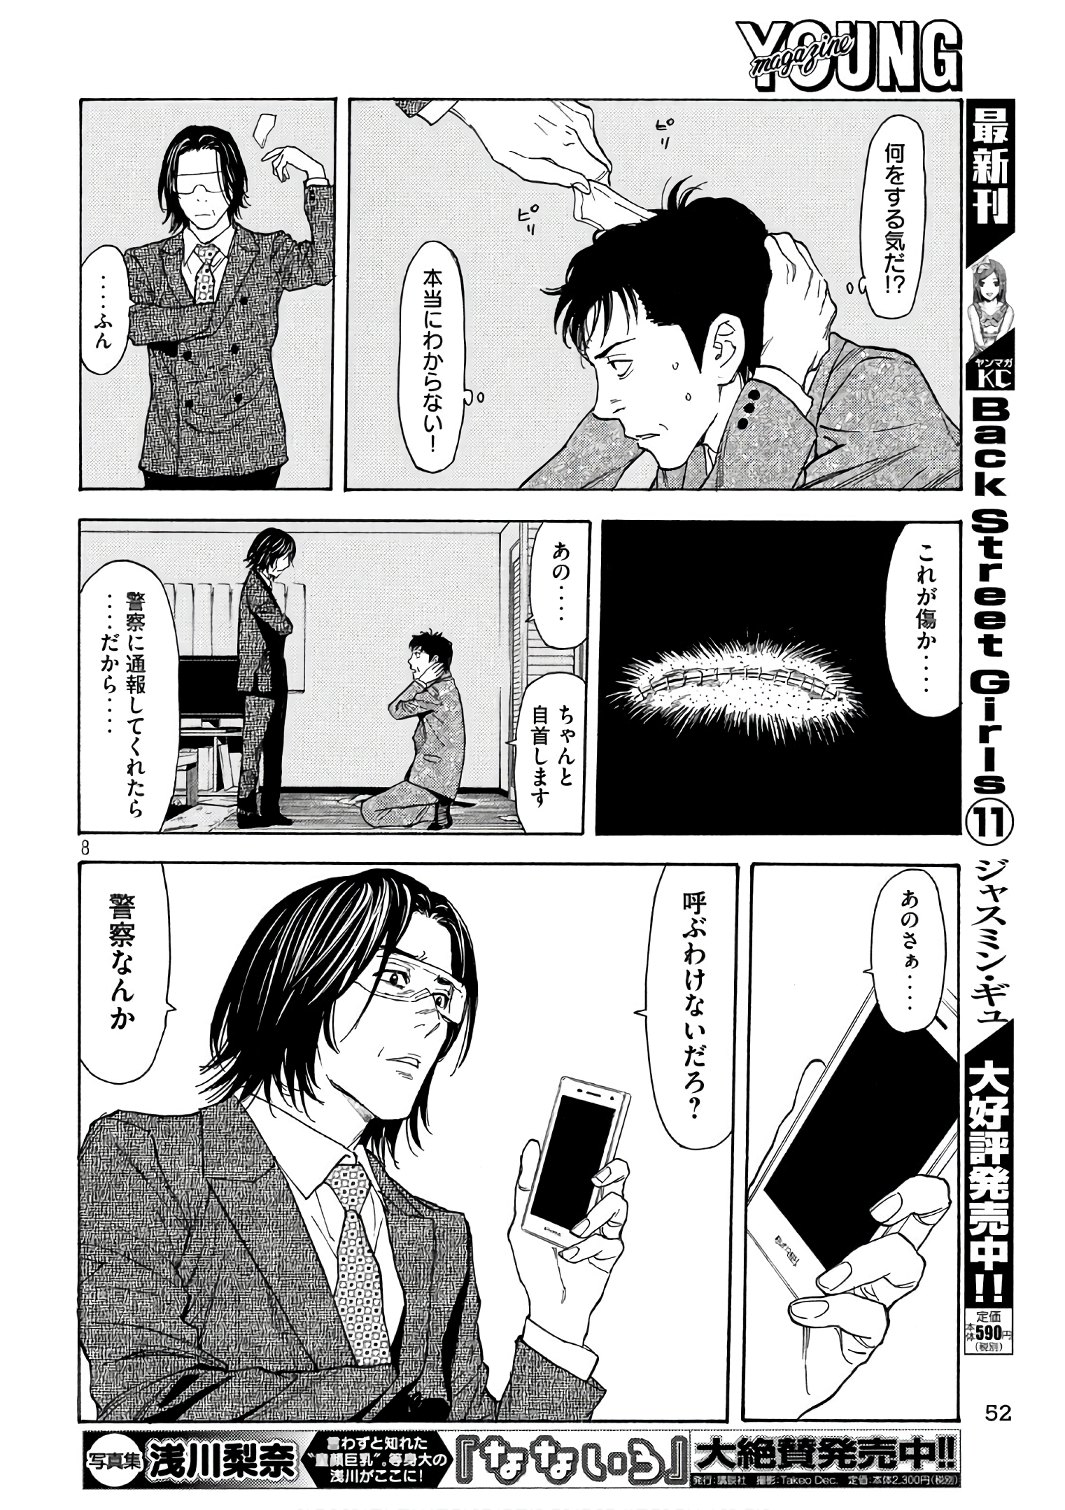 YOUNG
magazine
何をする気だ!?
ピリ
ピリ
本当にわからない!
‥‥ふん
これが傷か‥‥
あの‥‥
ちゃんと
自首します
警察に通報してくれたら
‥‥だから‥‥
8
あのさぁ‥‥
呼ぶわけないだろ?
警察なんか
最新刊
ヤンマガ
KC
Back Street Girls⑪
ジャスミン・ギュ
大好評発売中!!
定価
本体590円
(税別)
52
写真集
浅川梨奈
言わずと知れた
“童顔巨乳”。等身大の
浅川がここに!
『なないろ』
大絶賛発売中!!
発行:講談社 撮影:Takeo Dec. 定価:本体2,300円(税別)